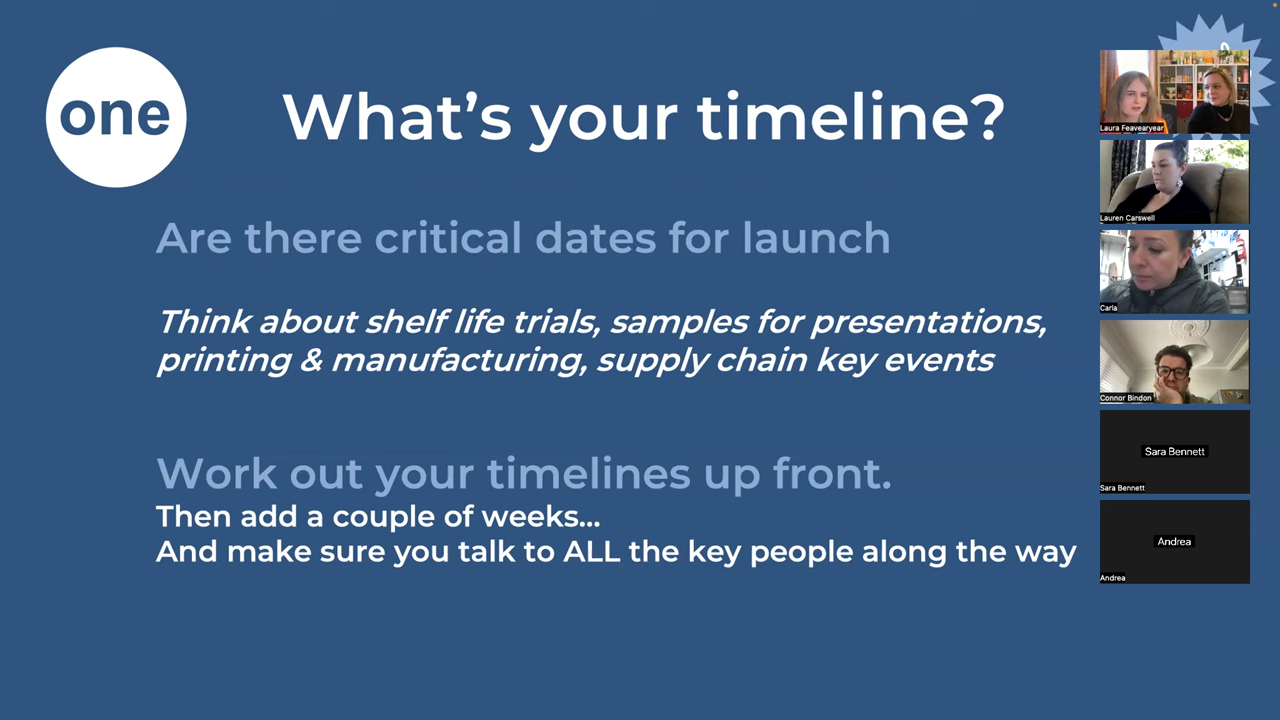 one
What's your timeline?
Are there critical dates for launch
Think about shelf life trials, samples for presentations,
printing & manufacturing, supply chain key events
Work out your timelines up front.
Then add a couple of weeks...
And make sure you talk to ALL the key people along the way
Laura Feavearyear
Lauren Carswell
Carla
Connor Bindon
Sara Bennett
Sara Bennett
Andrea
Andrea